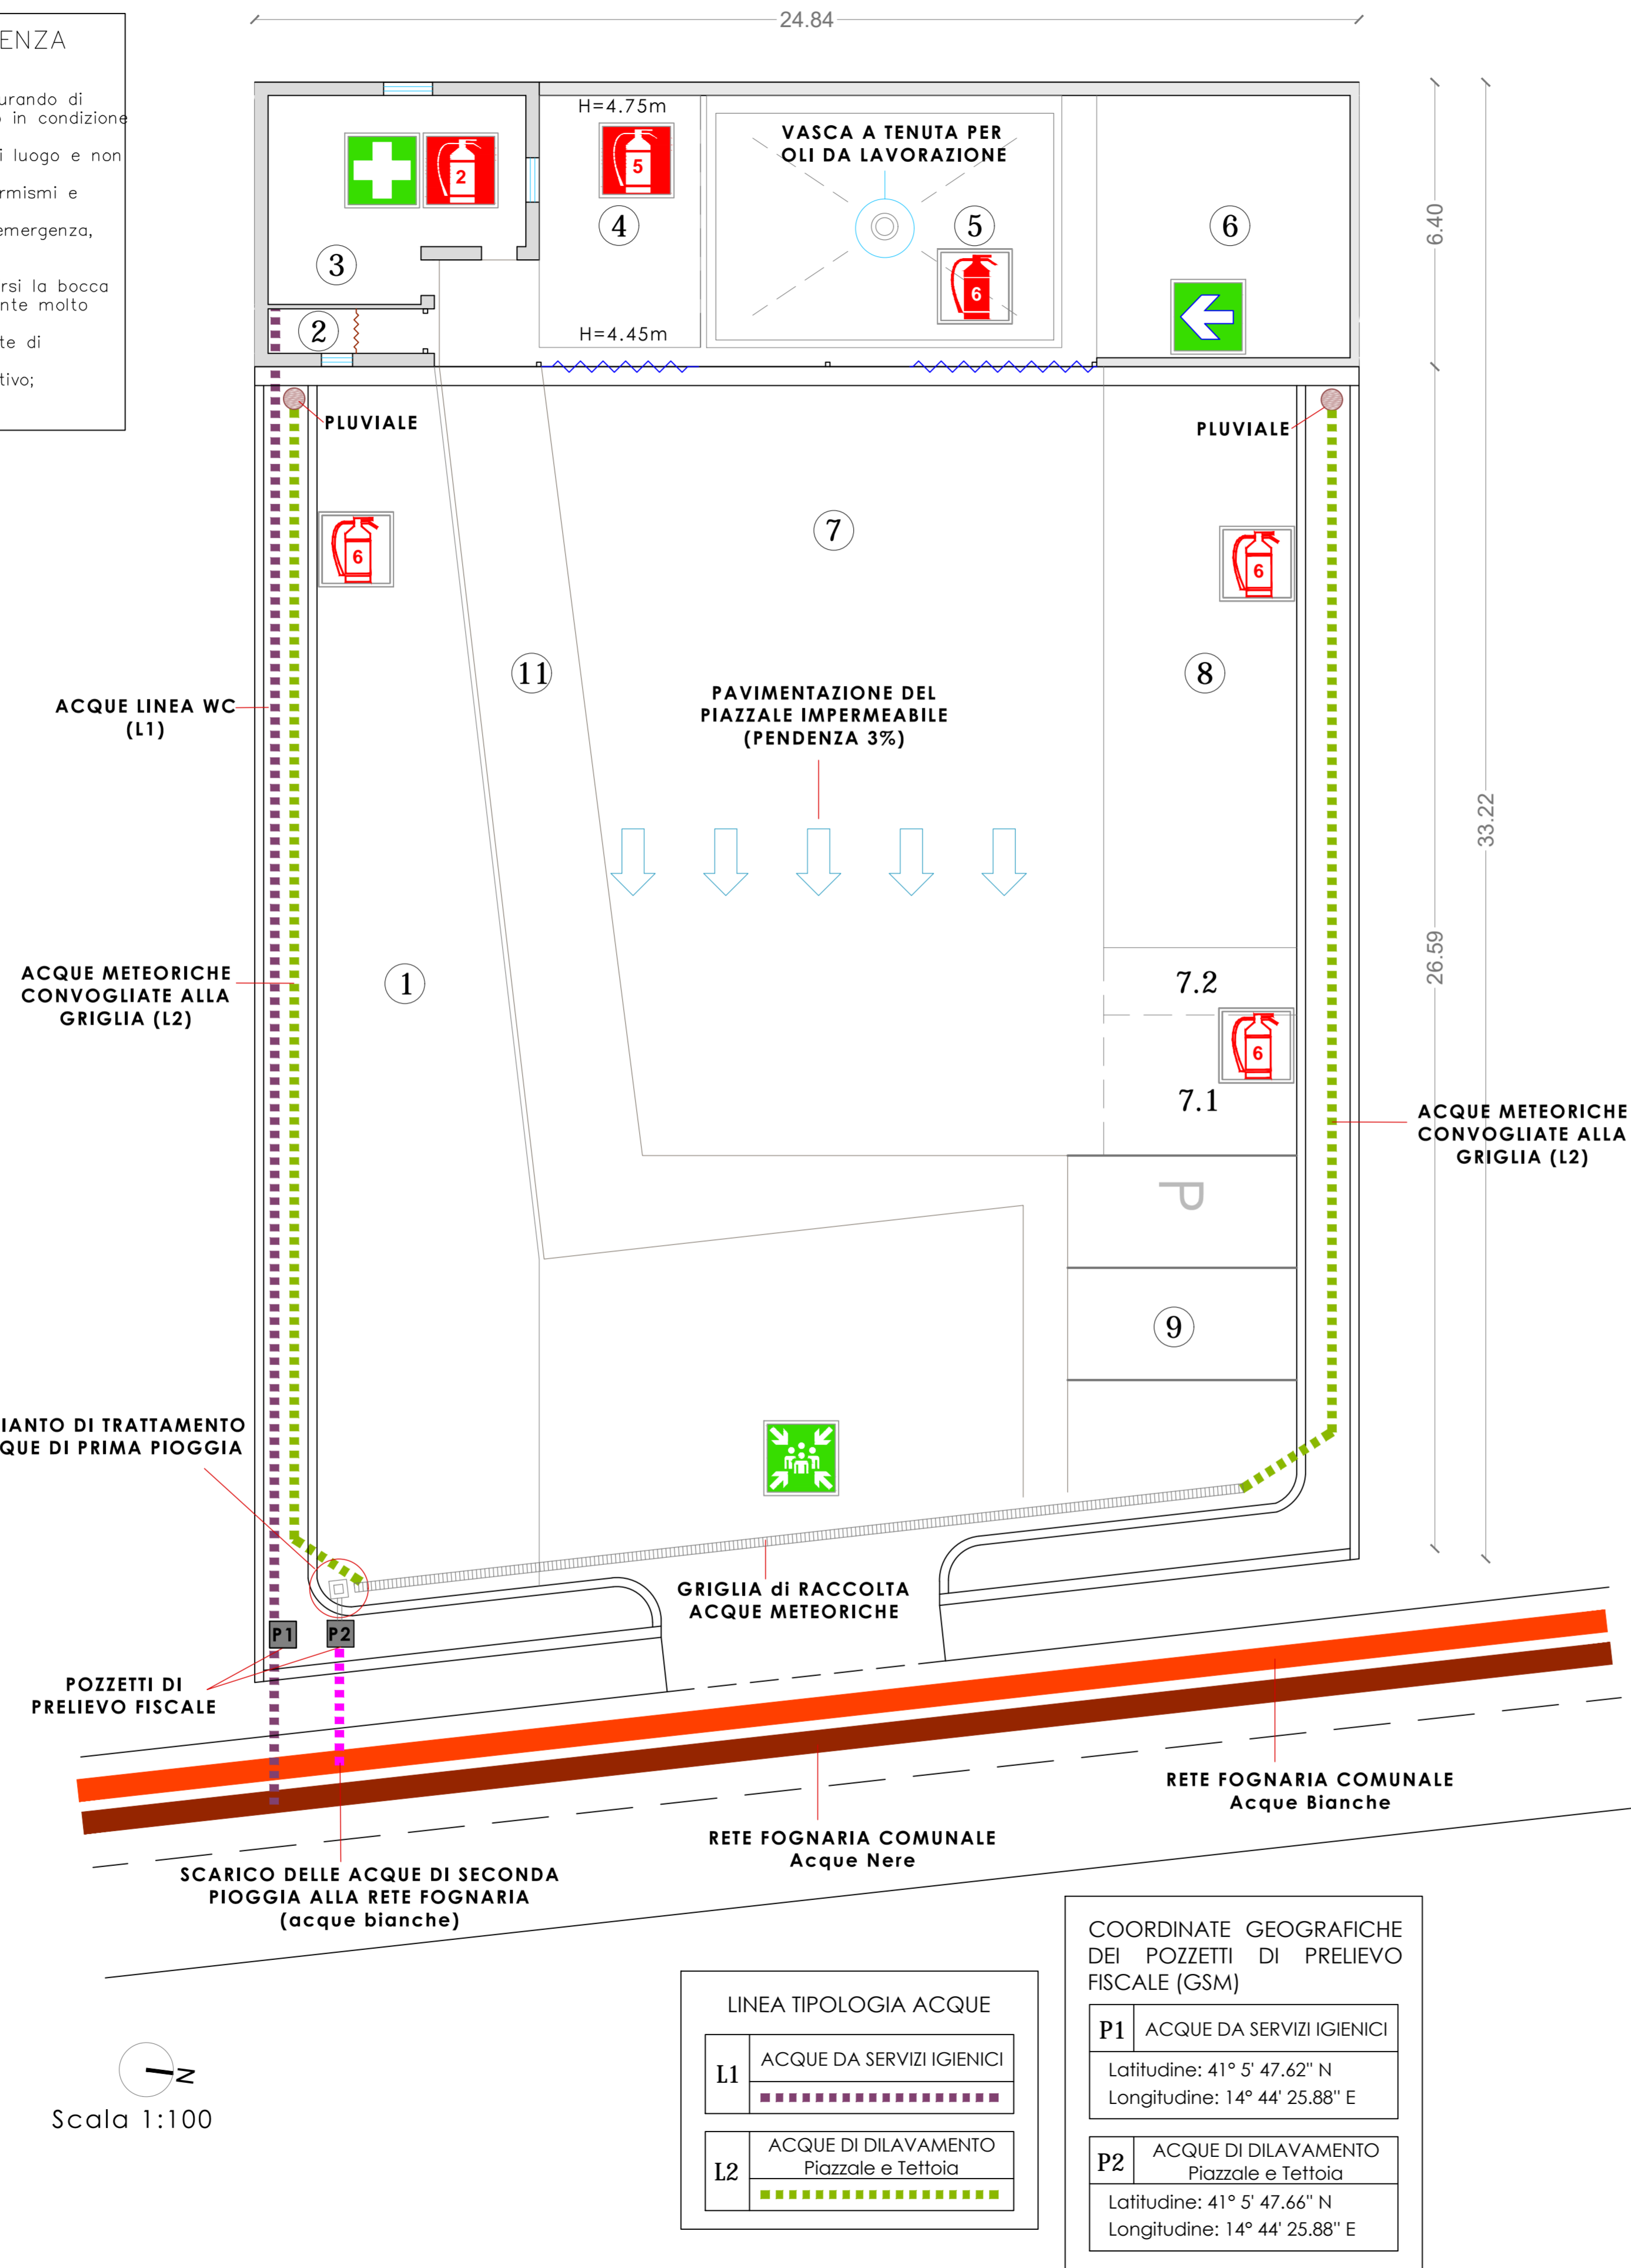 24.84
ENZA
urando di
o in condizione
i luogo e non
rmismi e
emergenza,
rsi la bocca
nte molto
te di
tivo;
H=4.75m
VASCA A TENUTA PER
OLI DA LAVORAZIONE
2
5
3
4
5
6
6
6.40
2
H=4.45m
PLUVIALE
PLUVIALE
7
6
6
11
8
ACQUE LINEA WC
(L1)
PAVIMENTAZIONE DEL
PIAZZALE IMPERMEABILE
(PENDENZA 3%)
33.22
26.59
ACQUE METEORICHE
CONVOGLIATE ALLA
GRIGLIA (L2)
1
7.2
6
7.1
ACQUE METEORICHE
CONVOGLIATE ALLA
GRIGLIA (L2)
P
9
IANTO DI TRATTAMENTO
QUE DI PRIMA PIOGGIA
GRIGLIA di RACCOLTA
ACQUE METEORICHE
P1
P2
POZZETTI DI
PRELIEVO FISCALE
RETE FOGNARIA COMUNALE
Acque Bianche
RETE FOGNARIA COMUNALE
Acque Nere
SCARICO DELLE ACQUE DI SECONDA
PIOGGIA ALLA RETE FOGNARIA
(acque bianche)
N
Scala 1:100
LINEA TIPOLOGIA ACQUE
L1
ACQUE DA SERVIZI IGIENICI
L2
ACQUE DI DILAVAMENTO
Piazzale e Tettoia
COORDINATE GEOGRAFICHE
DEI POZZETTI DI PRELIEVO
FISCALE (GSM)
P1
ACQUE DA SERVIZI IGIENICI
Latitudine: 41° 5' 47.62" N
Longitudine: 14° 44' 25.88" E
P2
ACQUE DI DILAVAMENTO
Piazzale e Tettoia
Latitudine: 41° 5' 47.66" N
Longitudine: 14° 44' 25.88" E